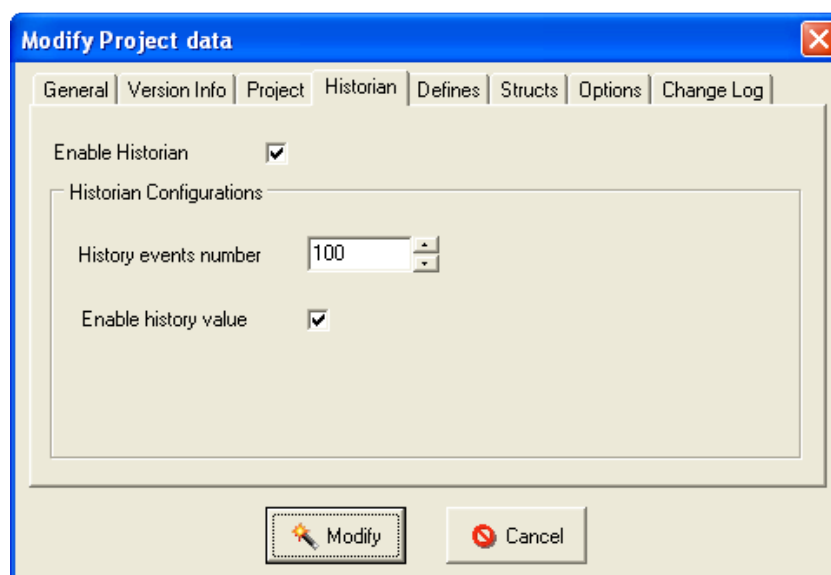 Modify Project data
General Version Info Project Historian Defines Structs Options Change Log
Enable Historian
Historian Configurations
History events number 100
Enable history value
Modify Cancel